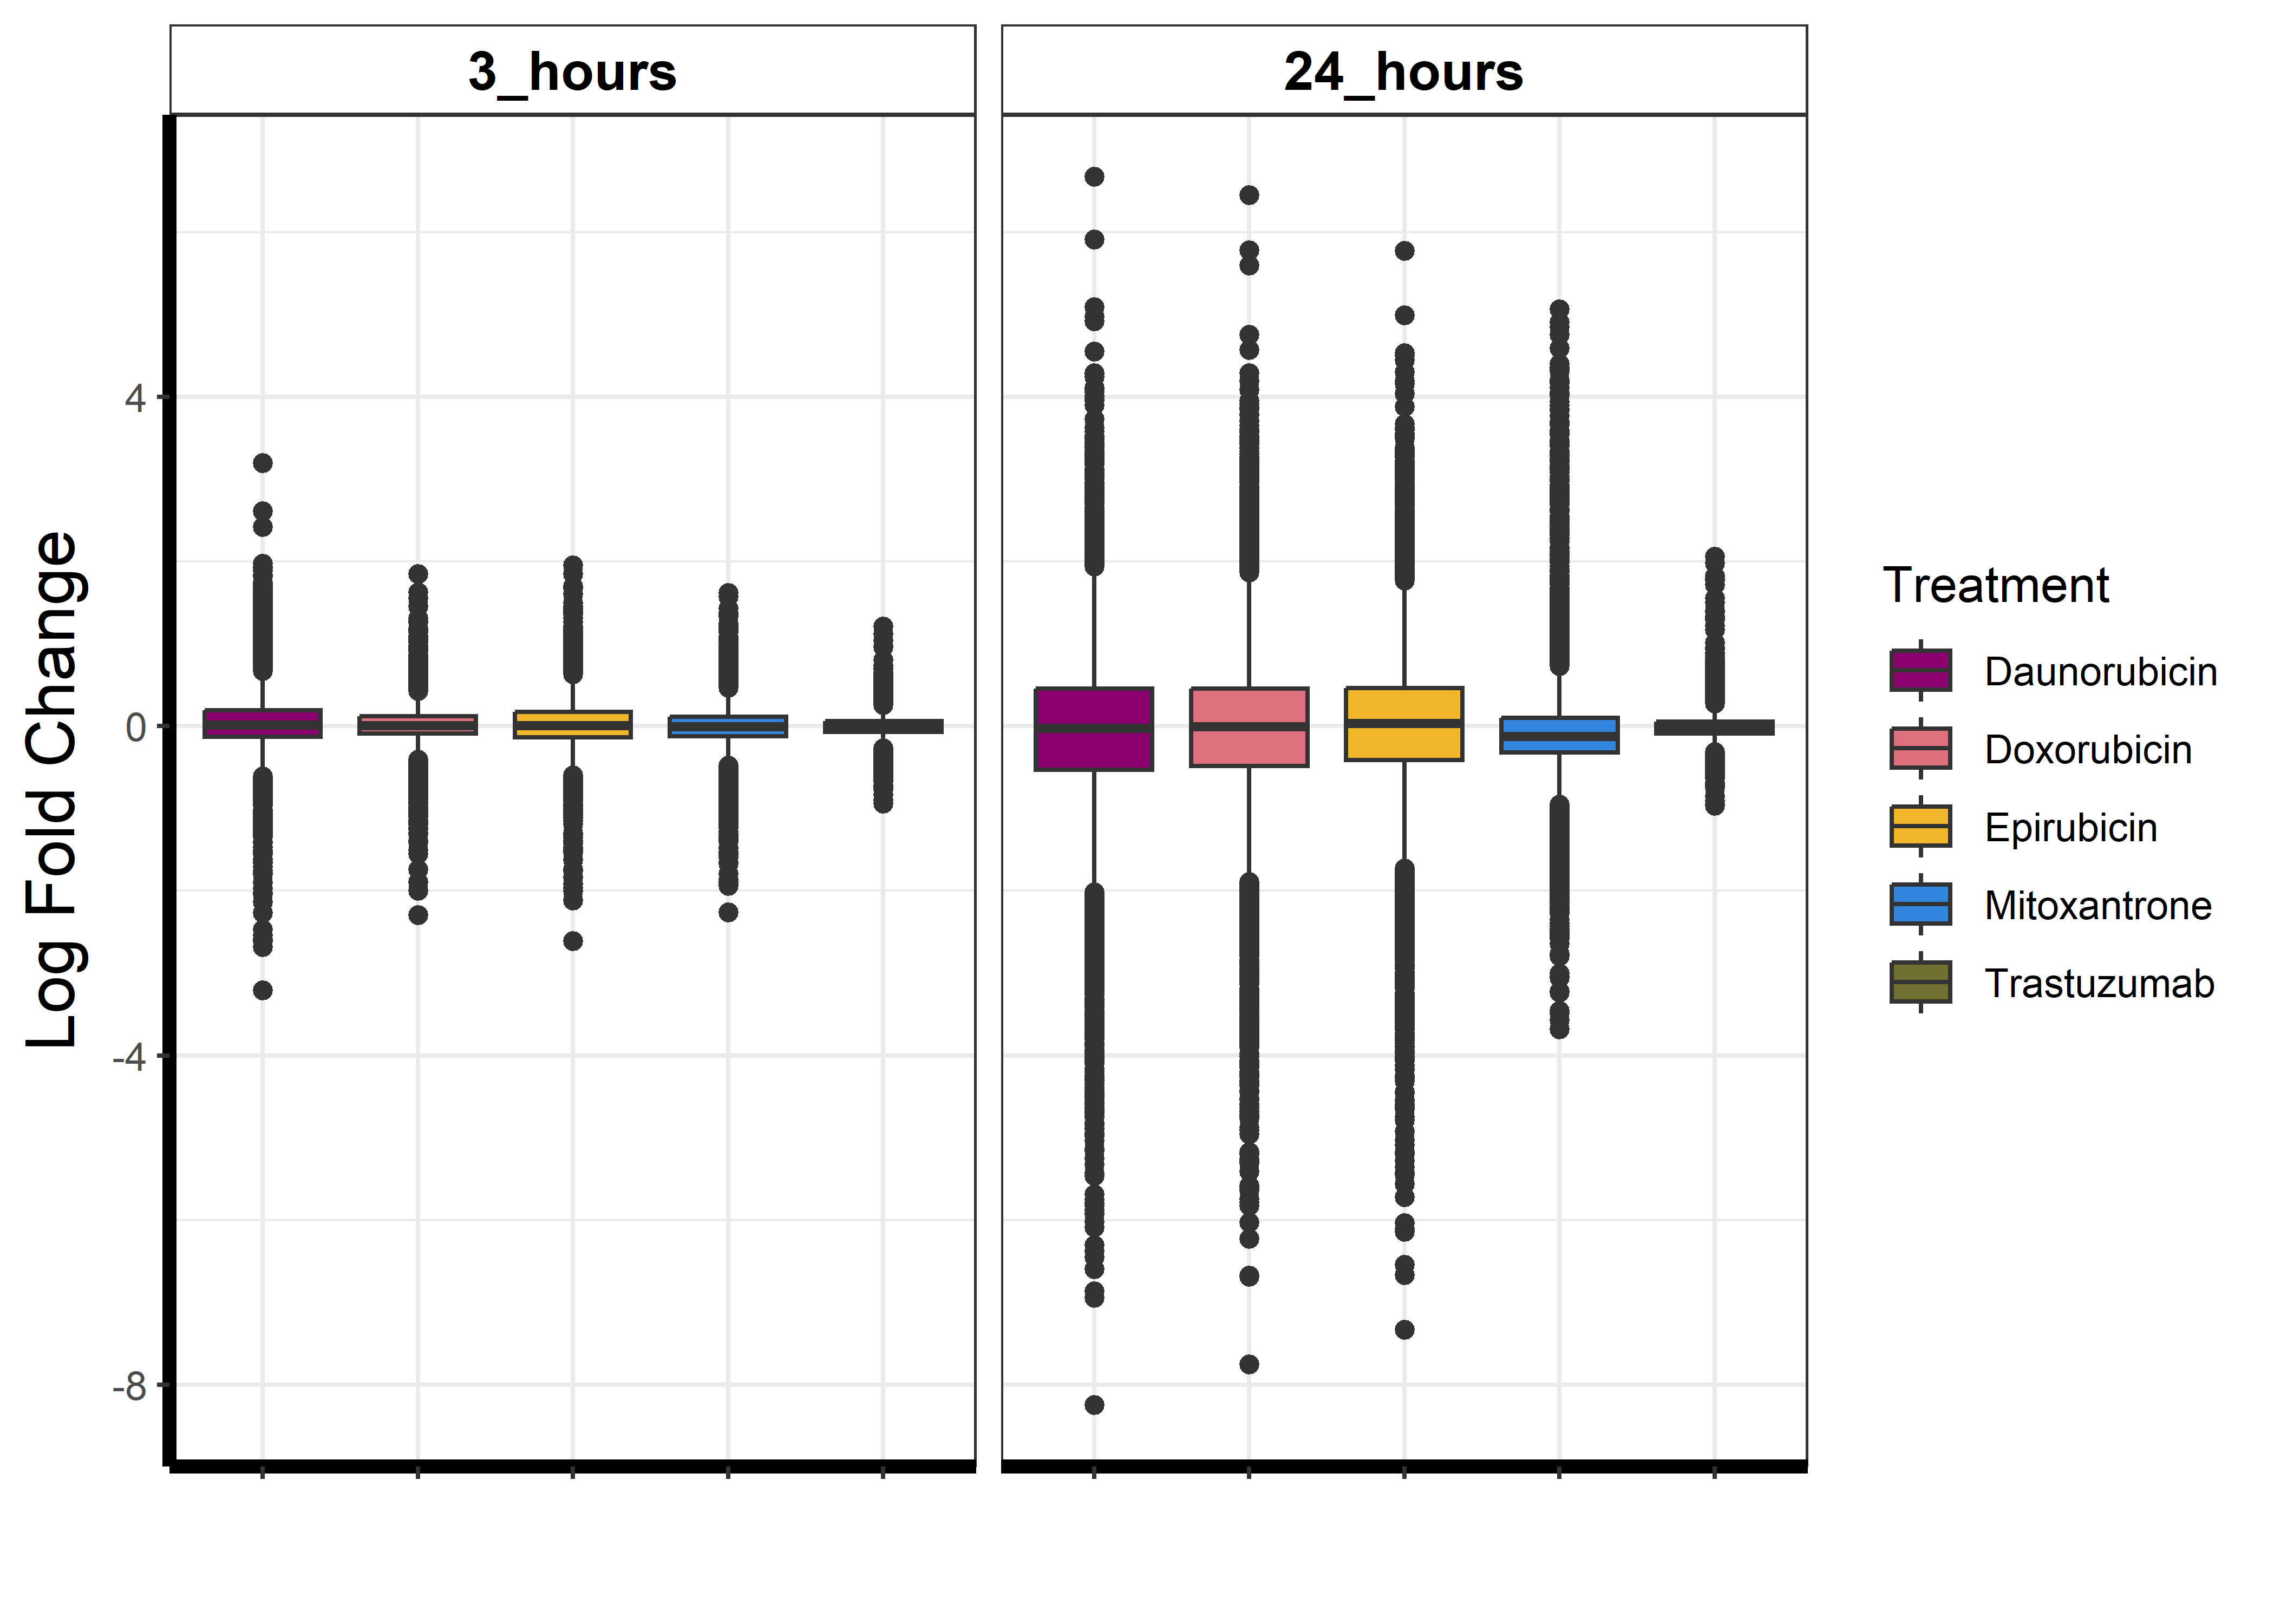 3_hours
24_hours
Log Fold Change
4
0
-4
-8
Treatment
Daunorubicin
Doxorubicin
Epirubicin
Mitoxantrone
Trastuzumab